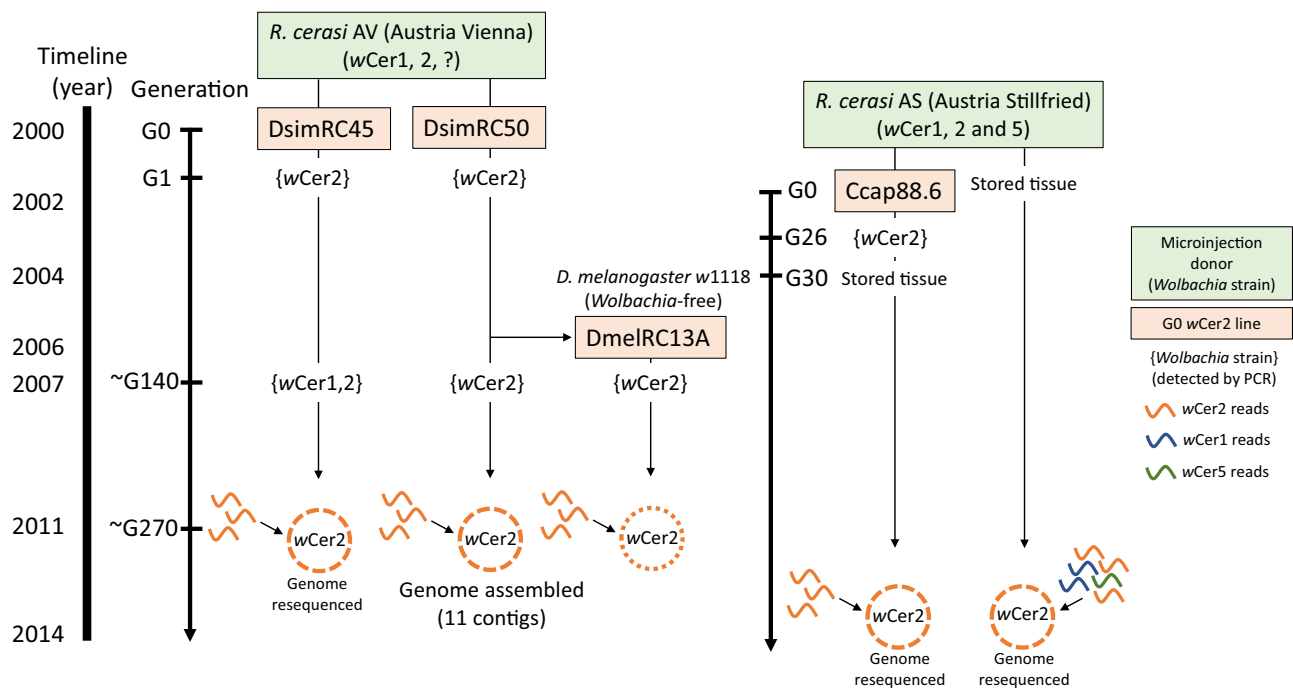 Timeline
(year)
Generation
2000
2002
2004
2006
2007
2011
2014
G0
G1
~G140
~G270
R. cerasi AV (Austria Vienna)
(wCer1, 2, ?)
DsimRC45
DsimRC50
{wCer2}
{wCer2}
D. melanogaster w1118
(Wolbachia-free)
DmelRC13A
{wCer1,2}
{wCer2}
{wCer2}
wCer2
wCer2
wCer2
Genome
resequenced
Genome assembled
(11 contigs)
R. cerasi AS (Austria Stillfried)
(wCer1, 2 and 5)
G0
G26
G30
Ccap88.6
Stored tissue
{wCer2}
Stored tissue
wCer2
wCer2
Genome
resequenced
Genome
resequenced
Microinjection
donor
(Wolbachia strain)
G0 wCer2 line
{Wolbachia strain}
(detected by PCR)
wCer2 reads
wCer1 reads
wCer5 reads